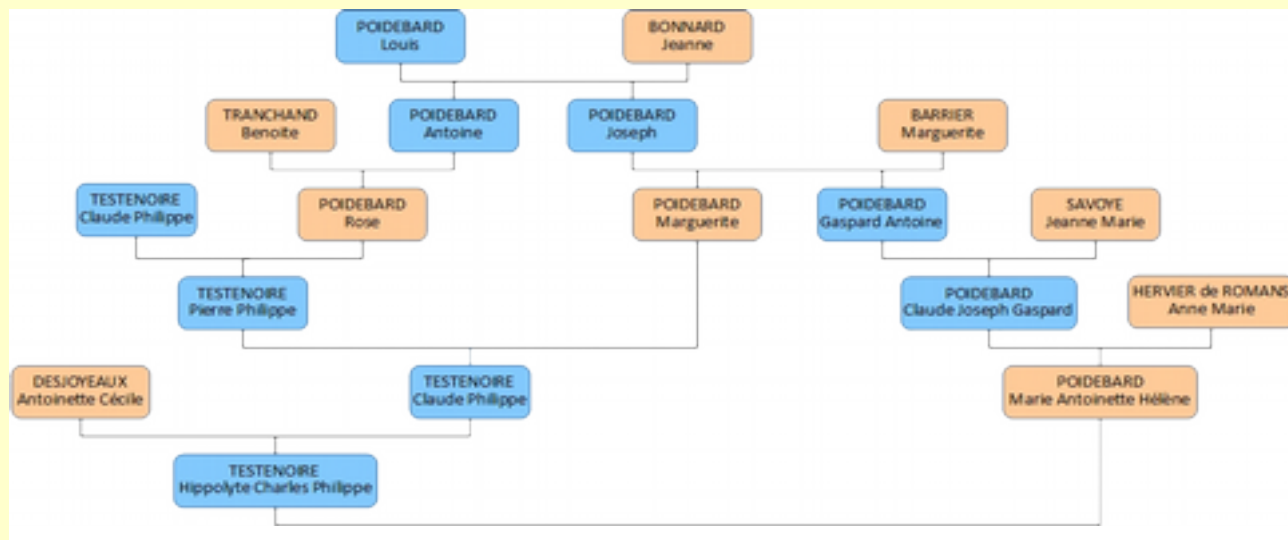 POIDEBARD
Louis
BONNARD
Jeanne
TRANCHAND
Benoite
POIDEBARD
Antoine
POIDEBARD
Joseph
BARRIER
Marguerite
TESTENOIRE
Claude Philippe
POIDEBARD
Rose
POIDEBARD
Marguerite
POIDEBARD
Gaspard Antoine
SAVOYE
Jeanne Marie
TESTENOIRE
Pierre Philippe
POIDEBARD
Claude Joseph Gaspard
HERVIER de ROMANS
Anne Marie
DESJOYEAUX
Antoinette Cécile
TESTENOIRE
Claude Philippe
POIDEBARD
Marie Antoinette Hélène
TESTENOIRE
Hippolyte Charles Philippe